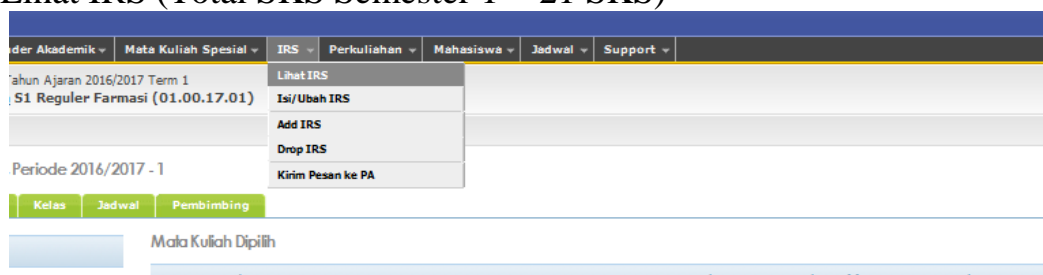 Lihat IRS (Total SKS Semester 1 = 21 SKS)
Akademik Mata Kuliah Spesial IRS Perkuliahan Mahasiswa Jadwal Support
Tahun Ajaran 2016/2017 Term 1
S1 Reguler Farmasi (01.00.17.01)
Lihat IRS
Isi/Ubah IRS
Add IRS
Drop IRS
Kirim Pesan ke PA
Periode 2016/2017 - 1
Kelas Jadwal Pembimbing
Mata Kuliah Dipilih